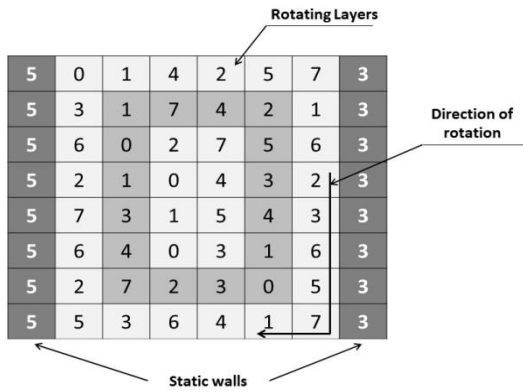 Rotating Layers
5 0 1 4 2 5 7 3
5 3 1 7 4 2 1 3
Direction of
rotation
5 6 0 2 7 5 6 3
5 2 1 0 4 3 2 3
5 7 3 1 5 4 3 3
5 6 4 0 3 1 6 3
5 2 7 2 3 0 5 3
5 5 3 6 4 1 7 3
Static walls